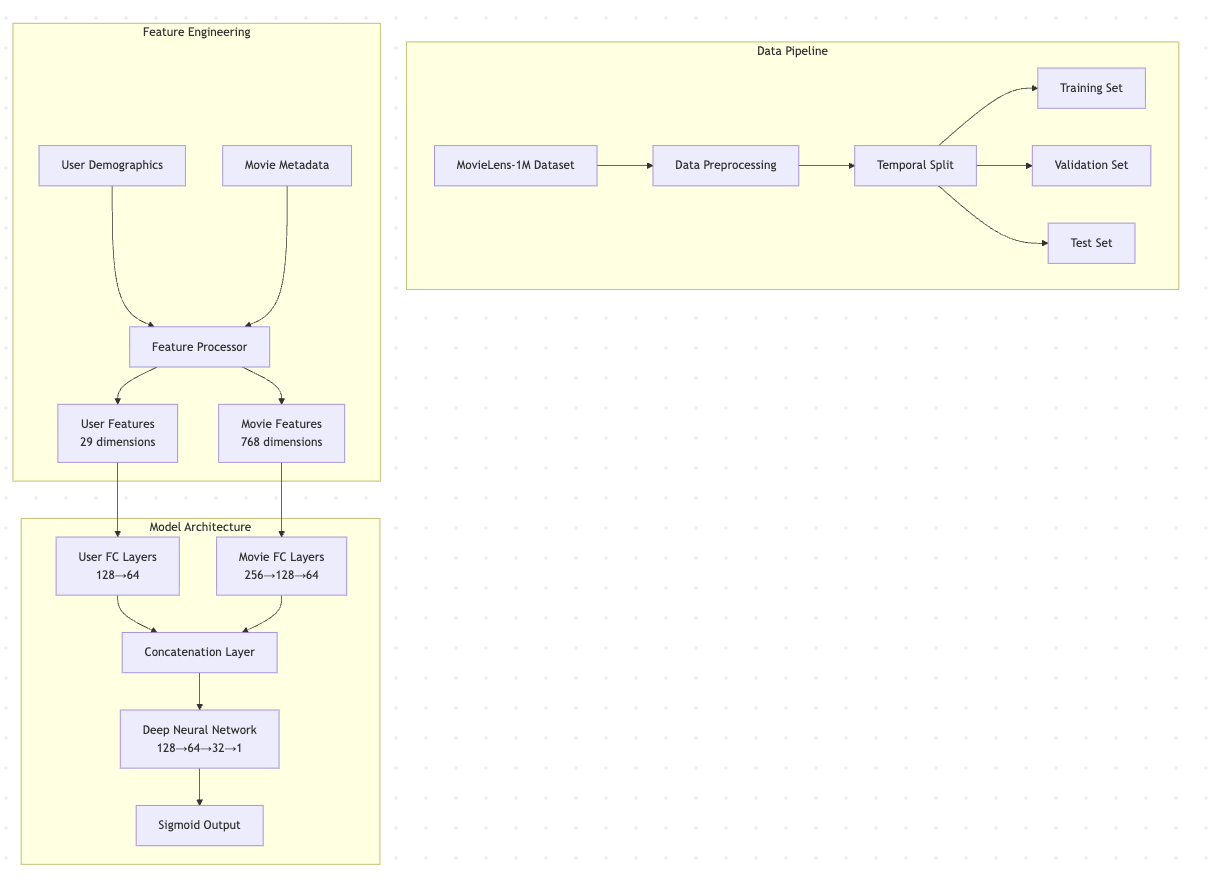 Feature Engineering
User Demographics
Movie Metadata
Feature Processor
User Features
29 dimensions
Movie Features
768 dimensions
Model Architecture
User FC Layers
128→64
Movie FC Layers
256→128→64
Concatenation Layer
Deep Neural Network
128→64→32→1
Sigmoid Output
Data Pipeline
MovieLens-1M Dataset
Data Preprocessing
Temporal Split
Training Set
Validation Set
Test Set